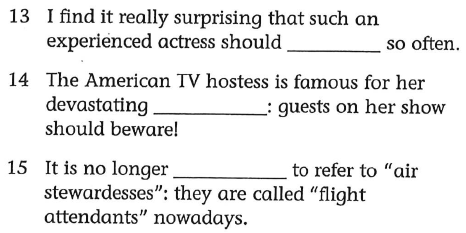 13 I find it really surprising that such an
experienced actress should __________ so often.
14 The American TV hostess is famous for her
devastating ____________: guests on her show
should beware!
15 It is no longer ____________ to refer to “air
stewardesses”: they are called “flight
attendants” nowadays.